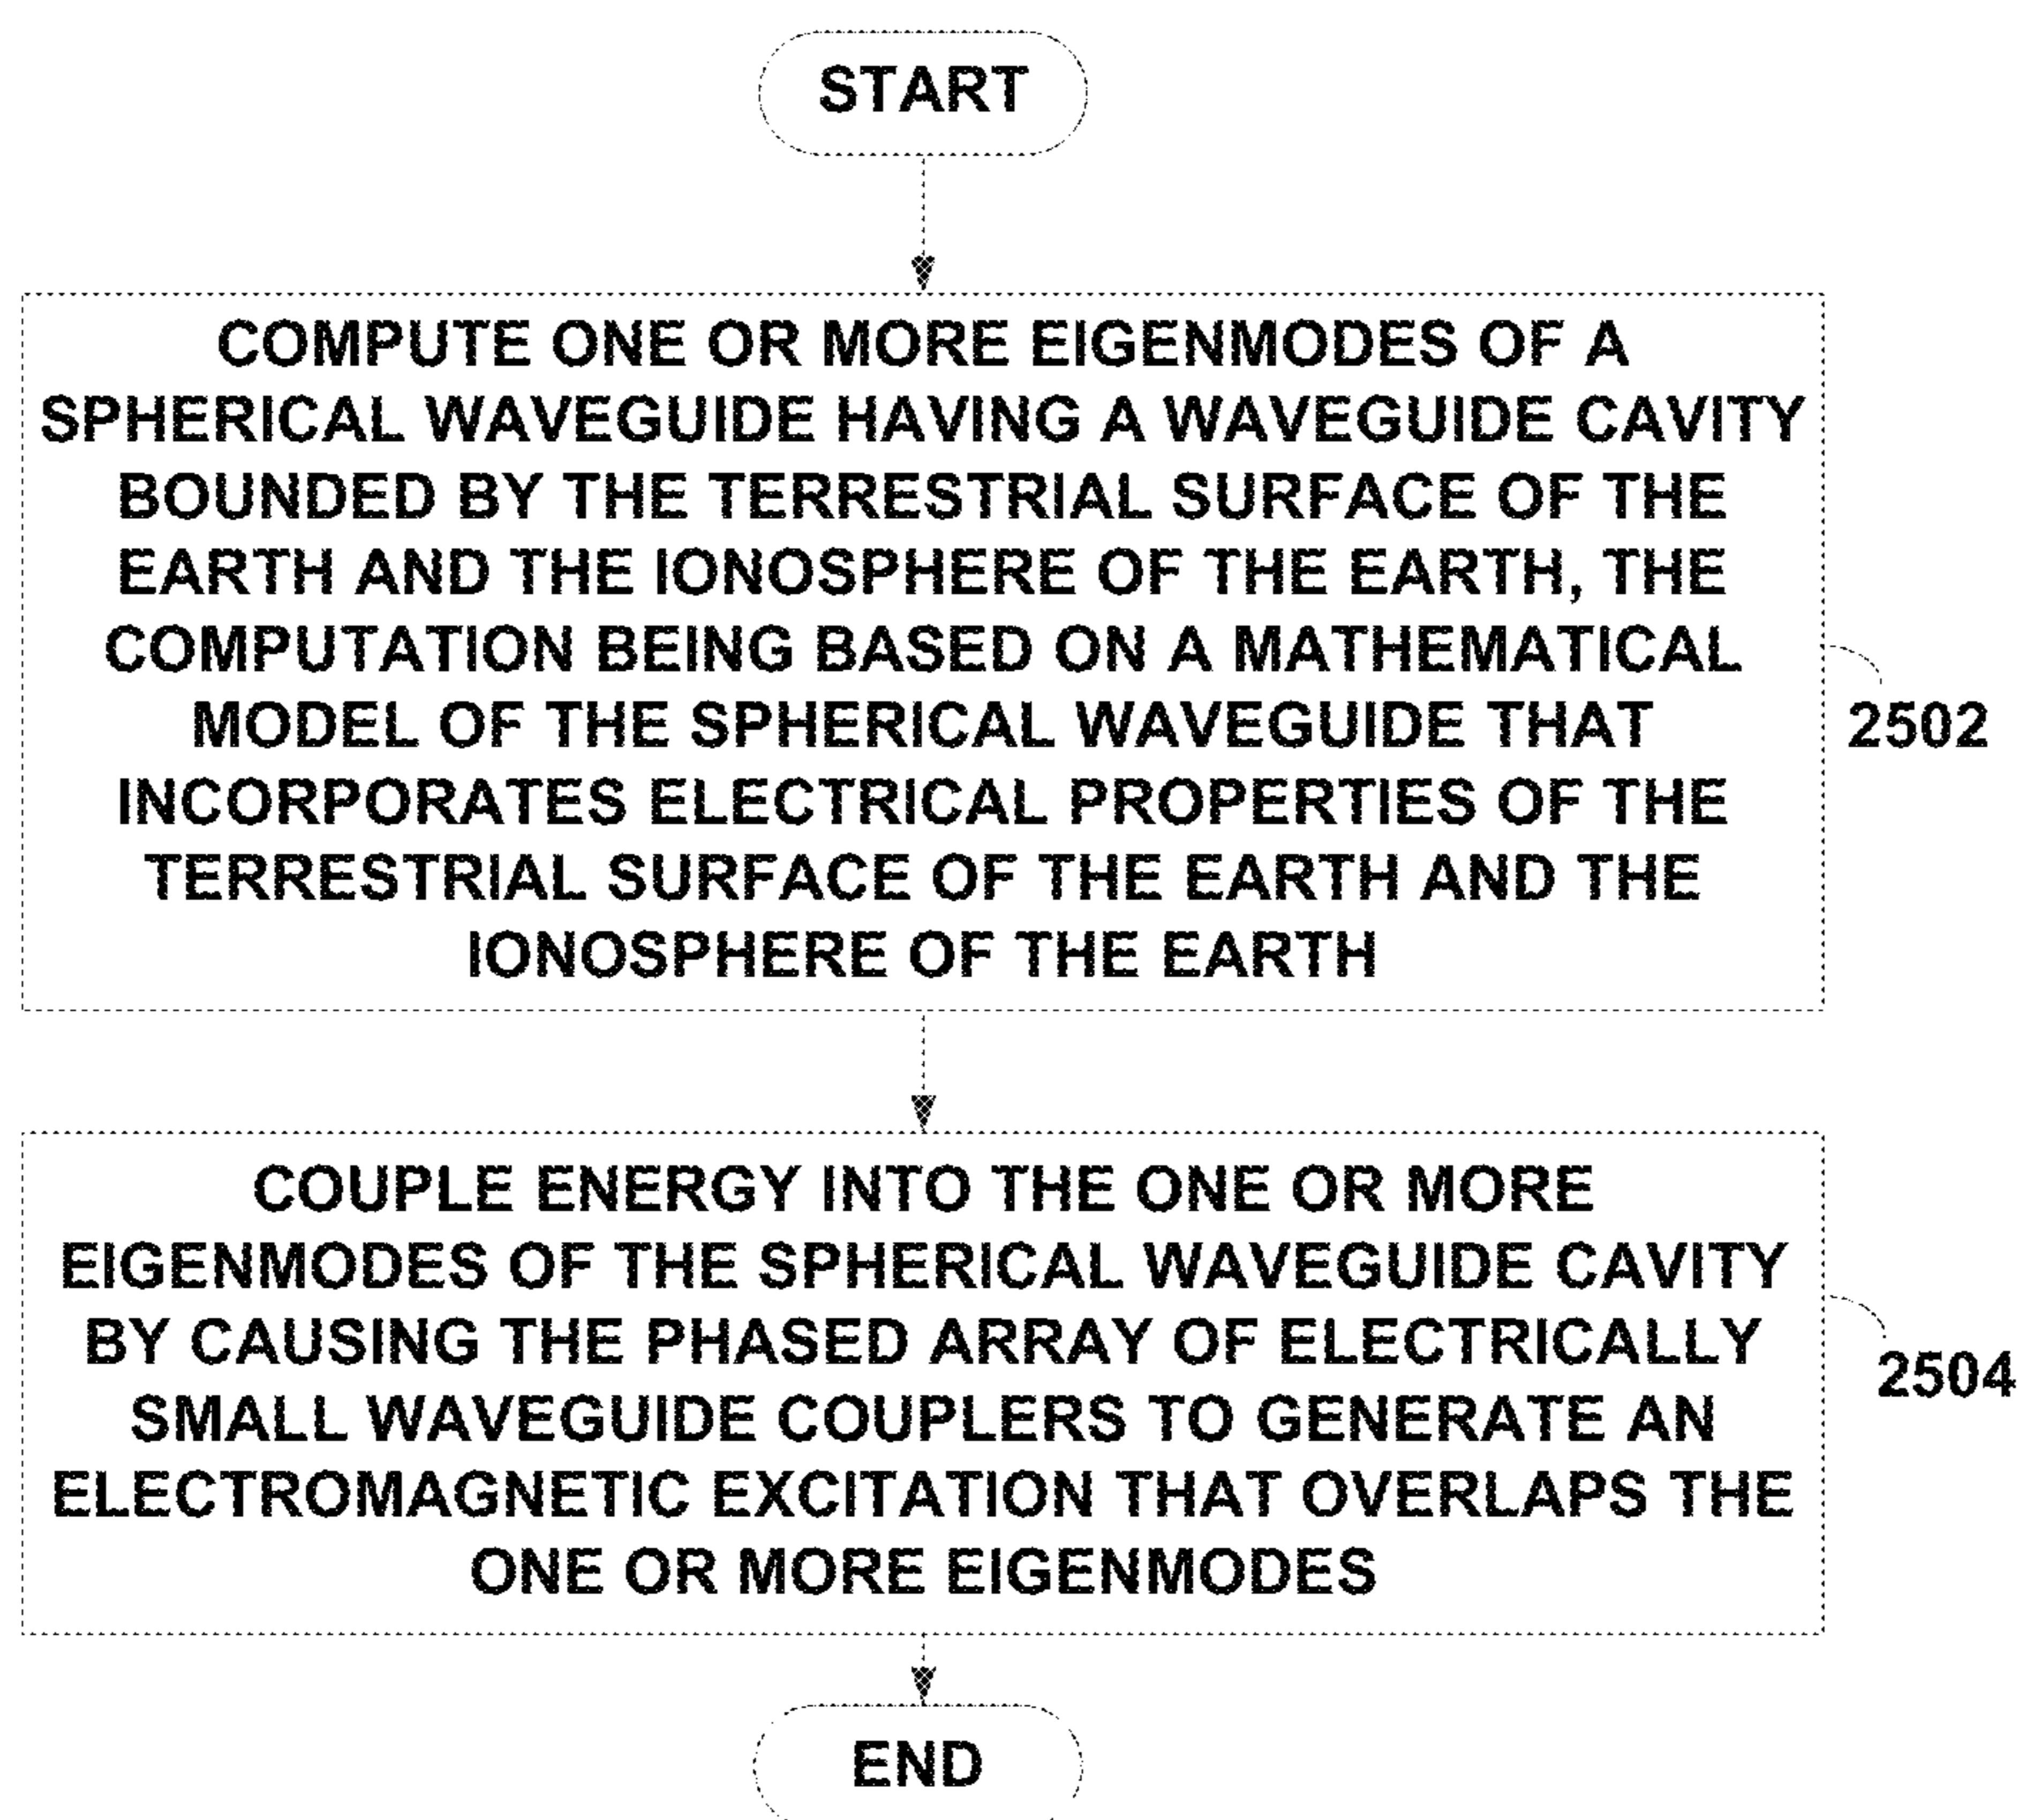 START
COMPUTE ONE OR MORE EIGENMODES OF A
SPHERICAL WAVEGUIDE HAVING A WAVEGUIDE CAVITY
BOUNDED BY THE TERRESTRIAL SURFACE OF THE
EARTH AND THE IONOSPHERE OF THE EARTH, THE
COMPUTATION BEING BASED ON A MATHEMATICAL
MODEL OF THE SPHERICAL WAVEGUIDE THAT
INCORPORATES ELECTRICAL PROPERTIES OF THE
TERRESTRIAL SURFACE OF THE EARTH AND THE
IONOSPHERE OF THE EARTH
2502
COUPLE ENERGY INTO THE ONE OR MORE
EIGENMODES OF THE SPHERICAL WAVEGUIDE CAVITY
BY CAUSING THE PHASED ARRAY OF ELECTRICALLY
SMALL WAVEGUIDE COUPLERS TO GENERATE AN
ELECTROMAGNETIC EXCITATION THAT OVERLAPS THE
ONE OR MORE EIGENMODES
2504
END